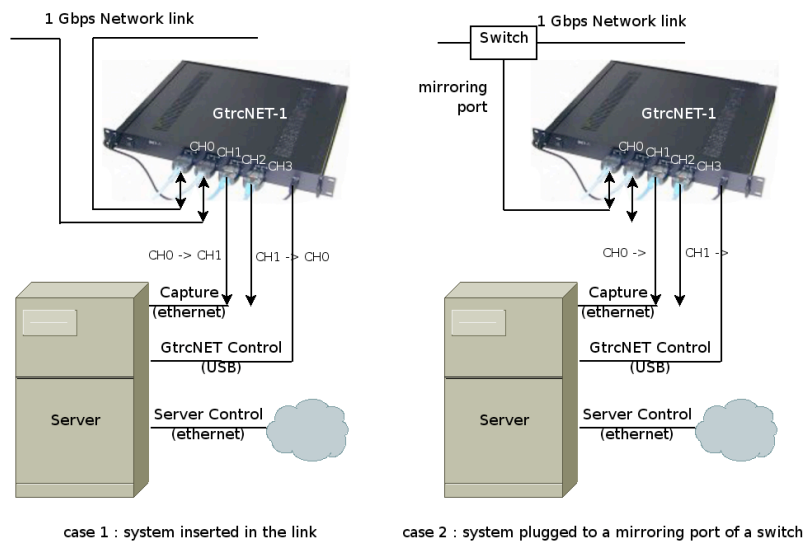 1 Gbps Network link
GtrcNET-1
CH0
CH1
CH2
CH3
CH0 -> CH1
CH1 -> CH0
Capture
(ethernet)
GtrcNET Control
(USB)
Server
Server Control
(ethernet)
case 1 : system inserted in the link
1 Gbps Network link
Switch
mirroring
port
GtrcNET-1
CH0
CH1
CH2
CH3
CH0 ->
CH1 ->
Capture
(ethernet)
GtrcNET Control
(USB)
Server
Server Control
(ethernet)
case 2 : system plugged to a mirroring port of a switch